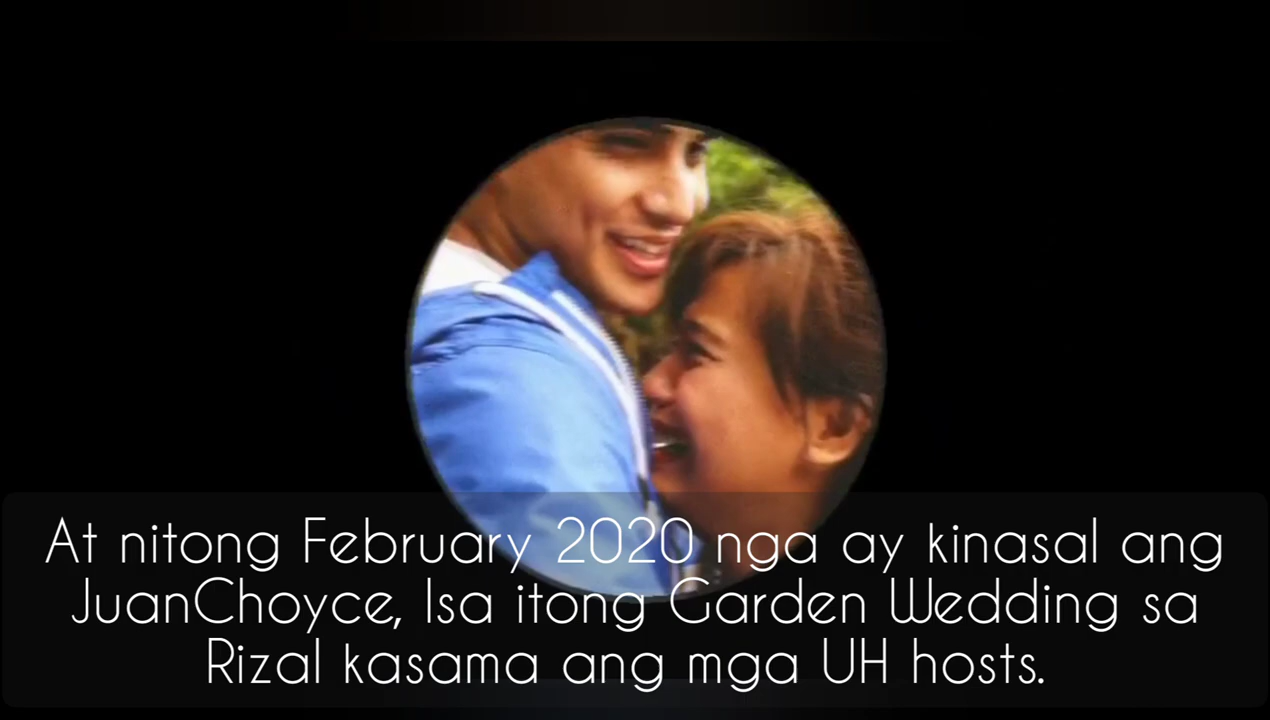 At nitong February 2020 nga ay kinasal ang
JuanChoyce, Isa itong Garden Wedding sa
Rizal kasama ang mga UH hosts.